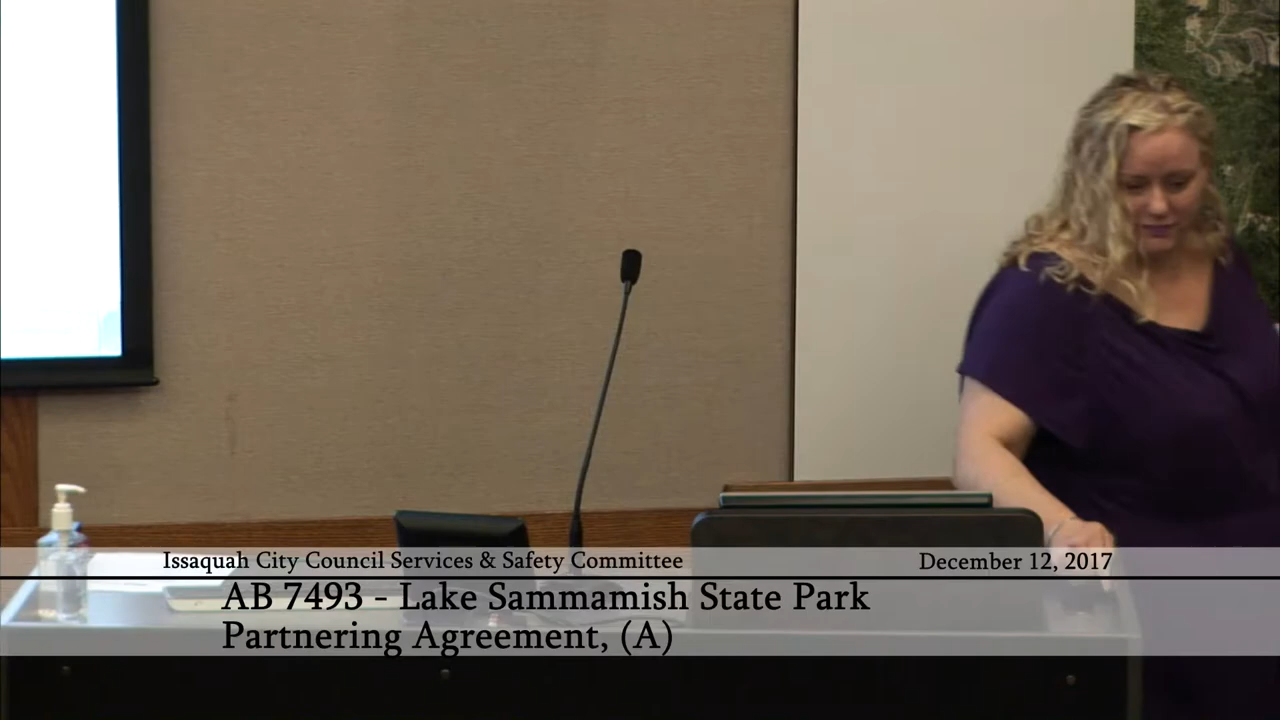 Issaquah City Council Services & Safety Committee
December 12, 2017
AB 7493 - Lake Sammamish State Park
Partnering Agreement, (A)